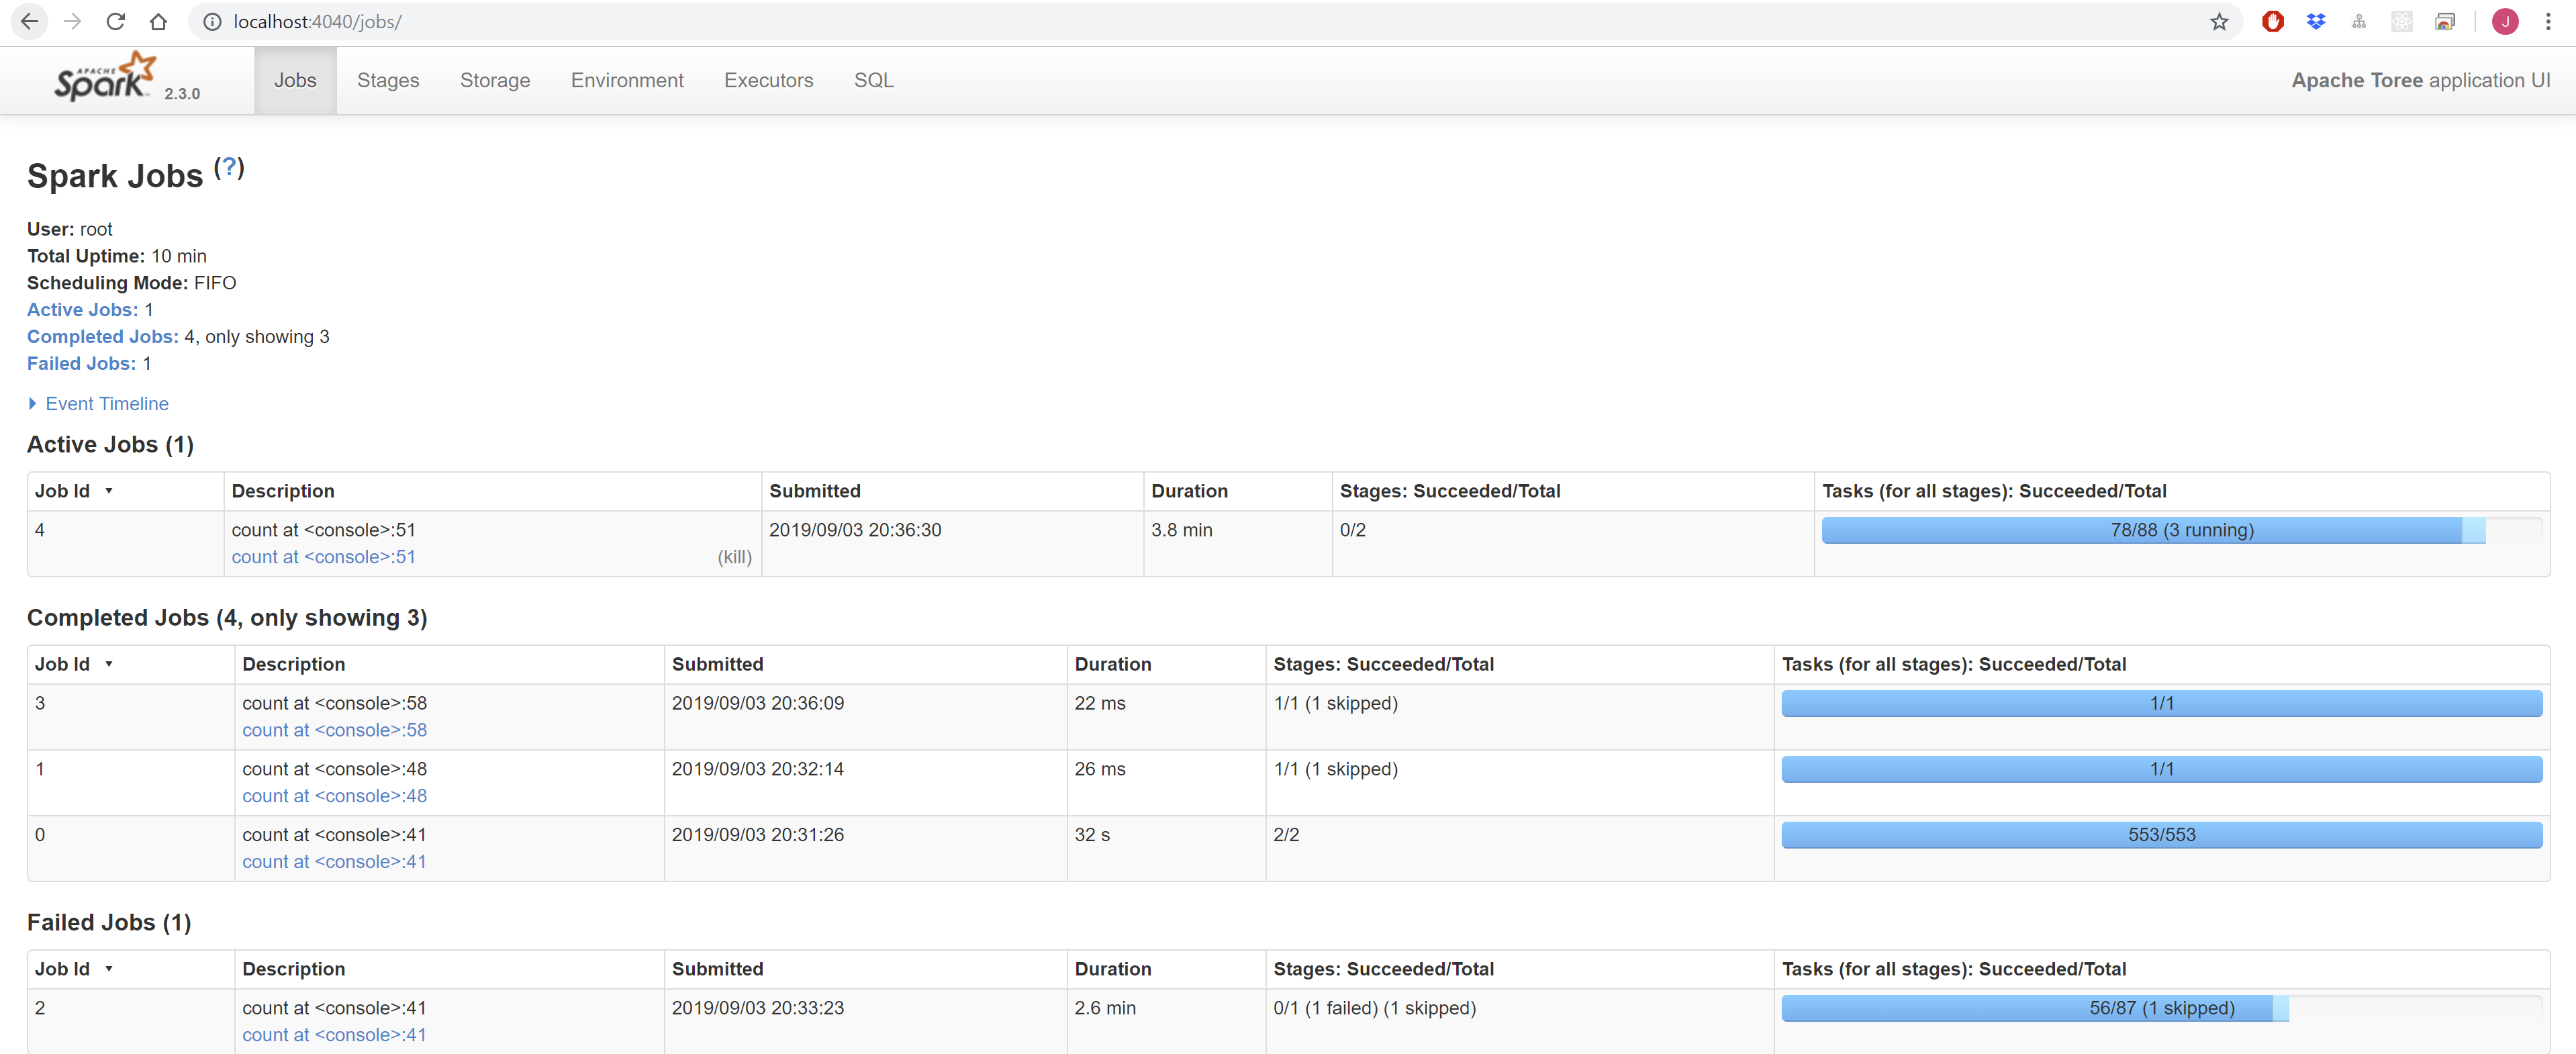 localhost:4040/jobs/
J
APACHE
Spark 2.3.0 Jobs Stages Storage Environment Executors SQL Apache Toree application UI
Spark Jobs (?)
User: root
Total Uptime: 10 min
Scheduling Mode: FIFO
Active Jobs: 1
Completed Jobs: 4, only showing 3
Failed Jobs: 1
Event Timeline
Active Jobs (1)
Job Id Description Submitted Duration Stages: Succeeded/Total Tasks (for all stages): Succeeded/Total
4 count at <console>:51 2019/09/03 20:36:30 3.8 min 0/2 78/88 (3 running)
count at <console>:51 (kill)
Completed Jobs (4, only showing 3)
Job Id Description Submitted Duration Stages: Succeeded/Total Tasks (for all stages): Succeeded/Total
3 count at <console>:58 2019/09/03 20:36:09 22 ms 1/1 (1 skipped) 1/1
count at <console>:58
1 count at <console>:48 2019/09/03 20:32:14 26 ms 1/1 (1 skipped) 1/1
count at <console>:48
0 count at <console>:41 2019/09/03 20:31:26 32 s 2/2 553/553
count at <console>:41
Failed Jobs (1)
Job Id Description Submitted Duration Stages: Succeeded/Total Tasks (for all stages): Succeeded/Total
2 count at <console>:41 2019/09/03 20:33:23 2.6 min 0/1 (1 failed) (1 skipped) 56/87 (1 skipped)
count at <console>:41